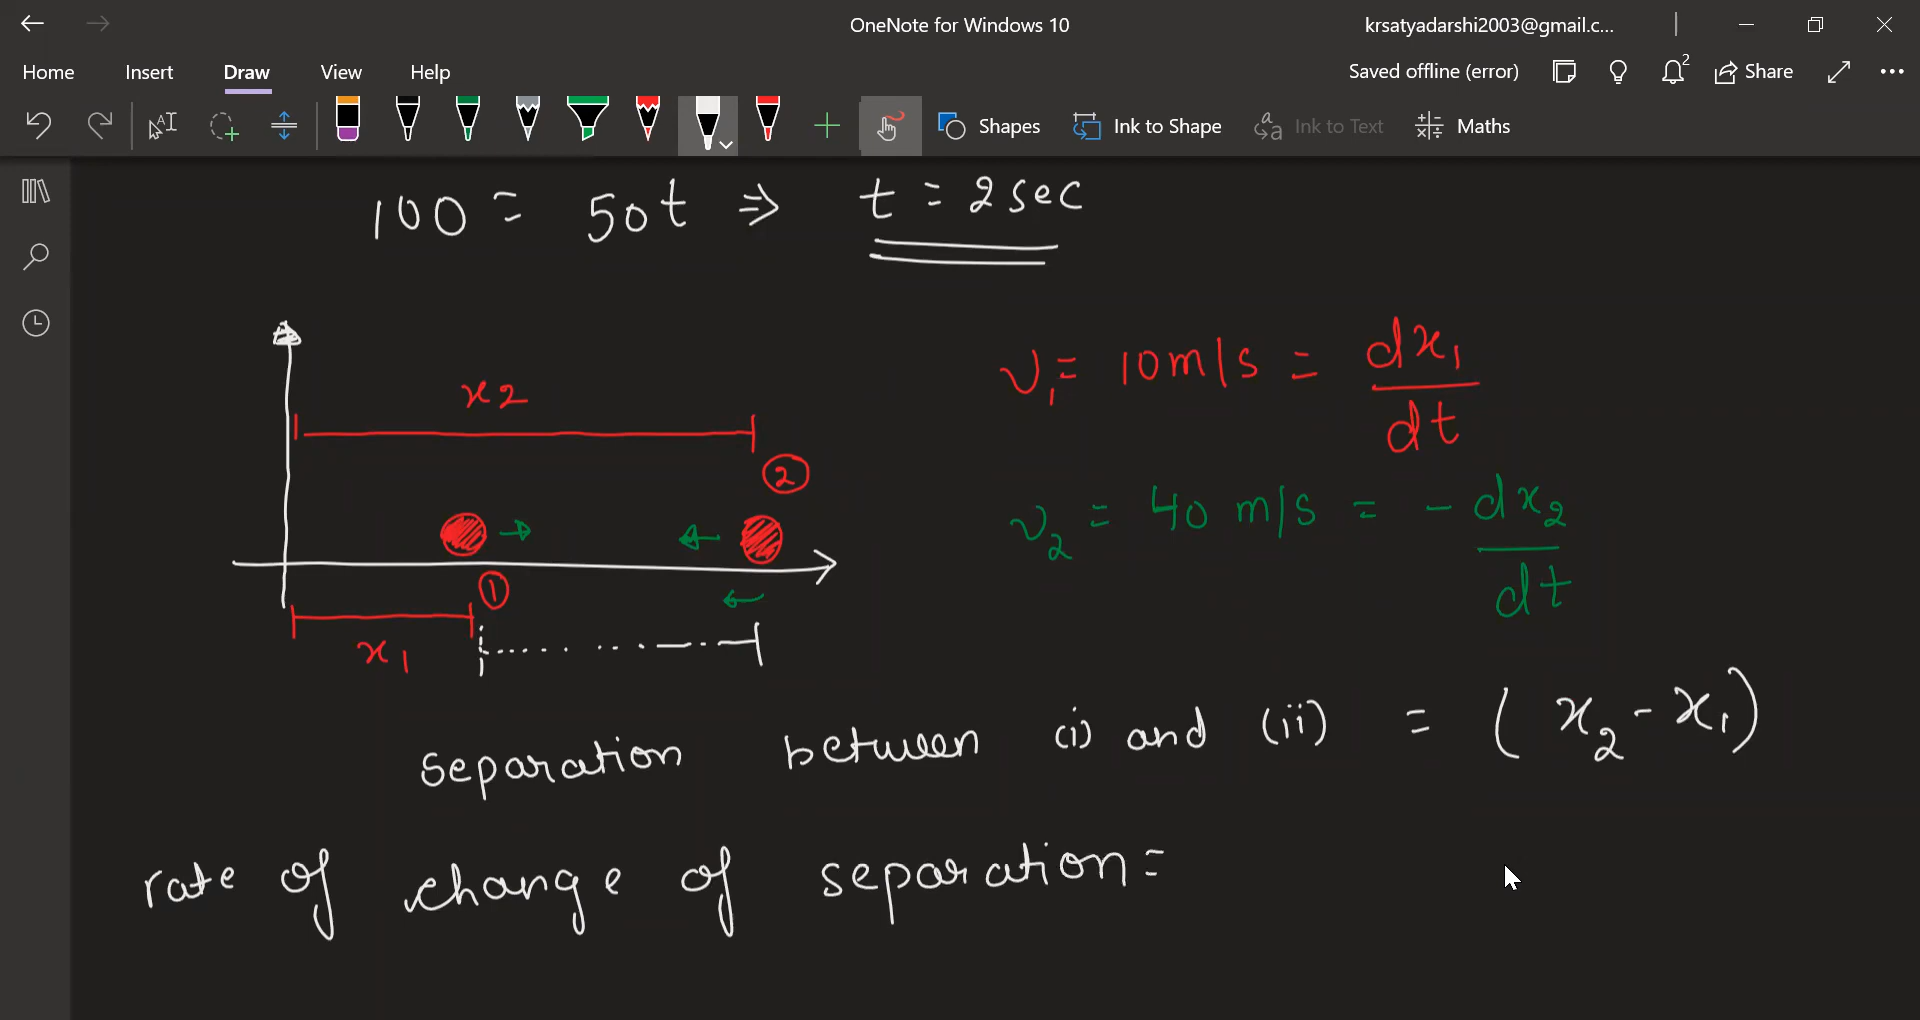 OneNote for Windows 10
krsatyadarshi2003@gmail.c...
Home Insert Draw View Help
Saved offline (error) 2 Share
Shapes Ink to Shape Ink to Text Maths
100 = 50t ⇒ t = 2sec
x2
v₁ = 10m/s = dx₁/dt
②
v₂ = 40 m/s = - dx₂/dt
①
x₁
separation between (i) and (ii) = (x₂ - x₁)
rate of change of separation =